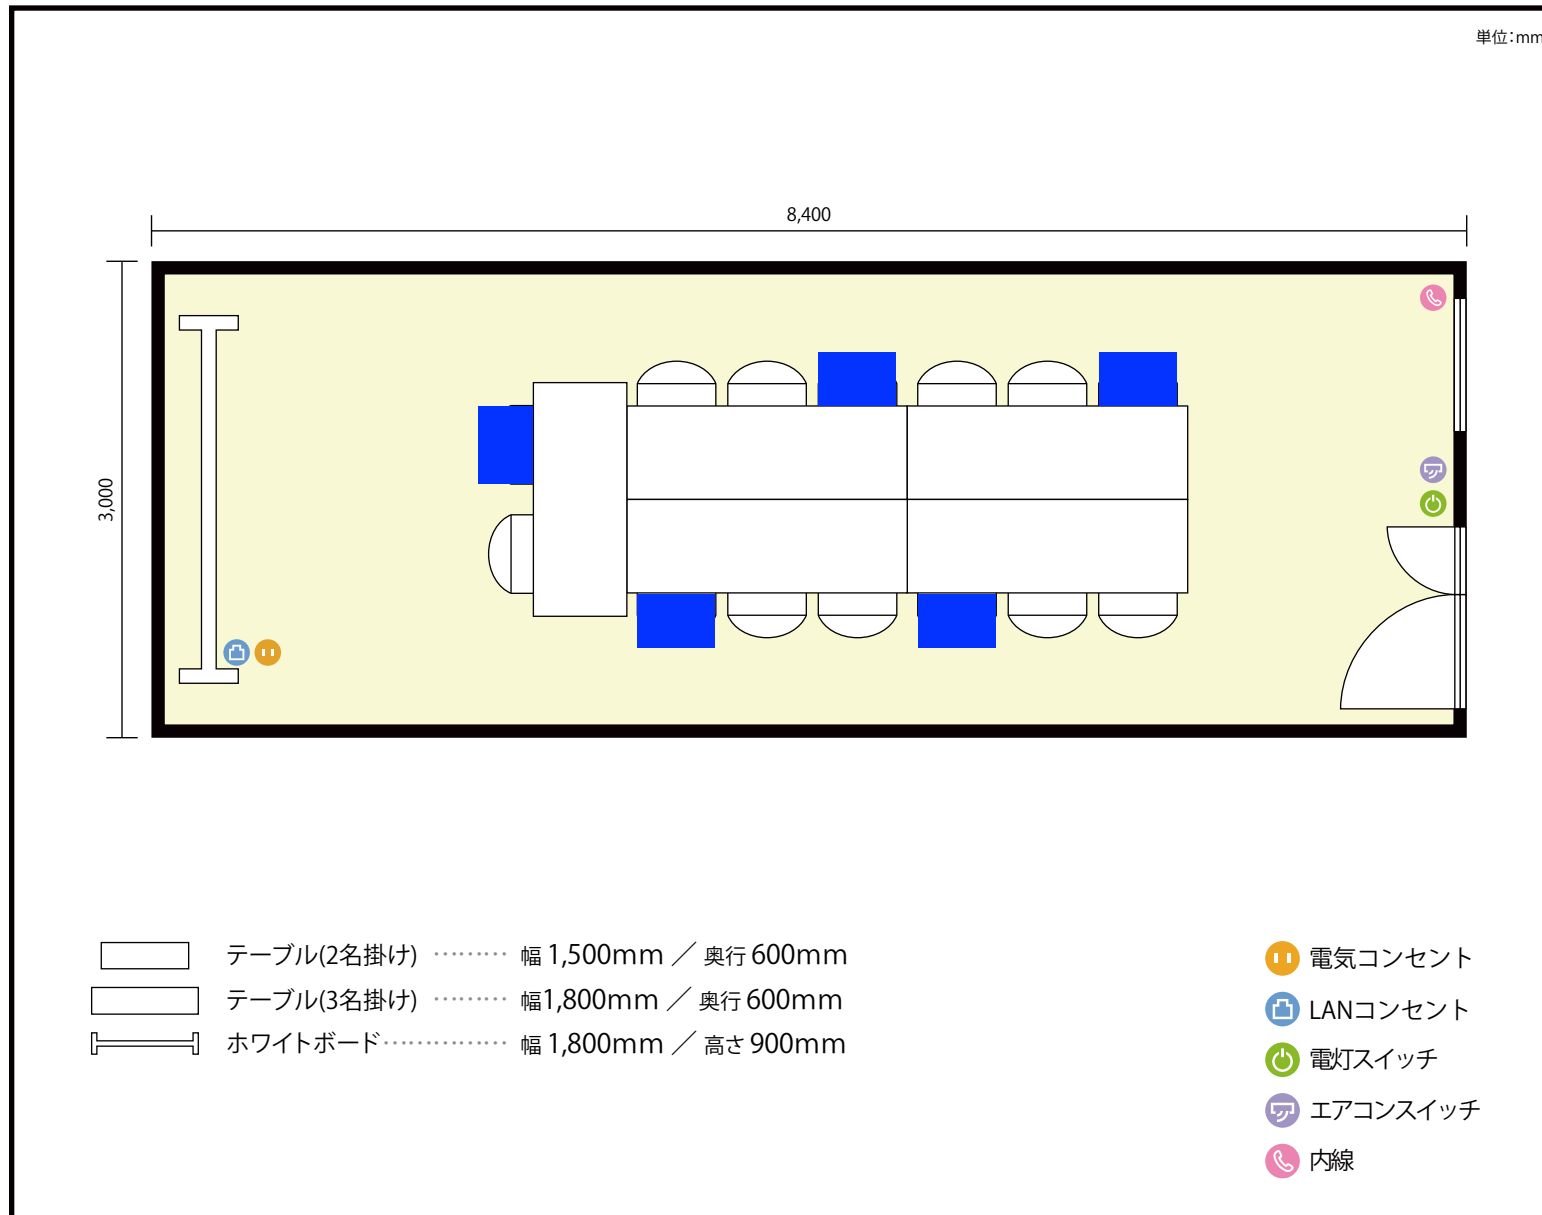 単位：mm
8,400
3,000
テーブル(2名掛け) ········· 幅 1,500mm ／ 奥行 600mm
テーブル(3名掛け) ········· 幅1,800mm ／ 奥行 600mm
ホワイトボード··············· 幅 1,800mm ／ 高さ 900mm
電気コンセント
LANコンセント
電灯スイッチ
エアコンスイッチ
内線